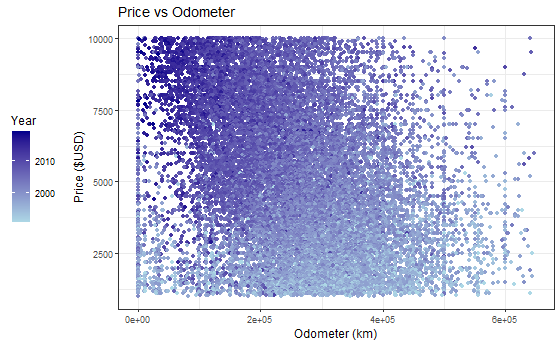 Price vs Odometer
Year
2010
2000
Price ($USD)
10000
7500
5000
2500
0e+00
2e+05
4e+05
6e+05
Odometer (km)